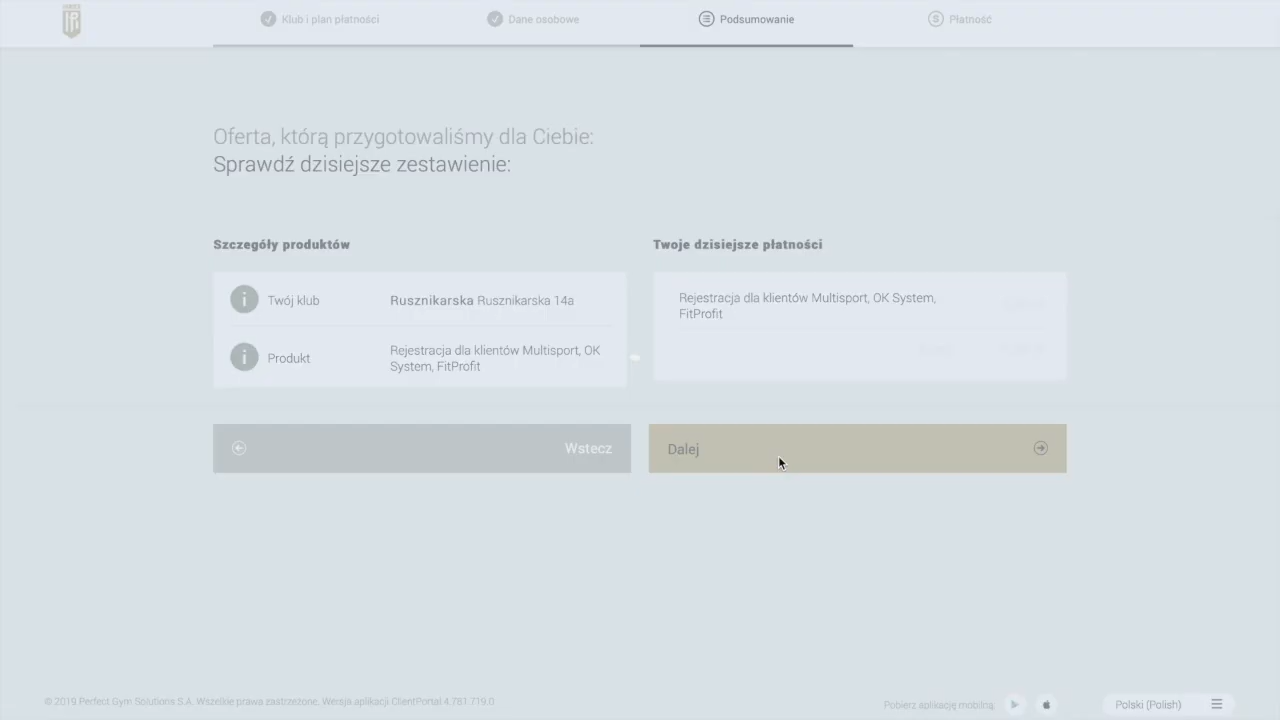 Klub i plan płatności
Dane osobowe
Podsumowanie
Płatność
Oferta, którą przygotowaliśmy dla Ciebie:
Sprawdź dzisiejsze zestawienie:
Szczegóły produktów
Twój klub
Rusznikarska Rusznikarska 14a
Produkt
Rejestracja dla klientów Multisport, OK
System, FitProfit
Twoje dzisiejsze płatności
Rejestracja dla klientów Multisport, OK System,
FitProfit
Wstecz
Dalej
© 2019 Perfect Gym Solutions S.A. Wszelkie prawa zastrzeżone. Wersja aplikacji ClientPortal 4.781.719.0
Pobierz aplikację mobilną:
Polski (Polish)